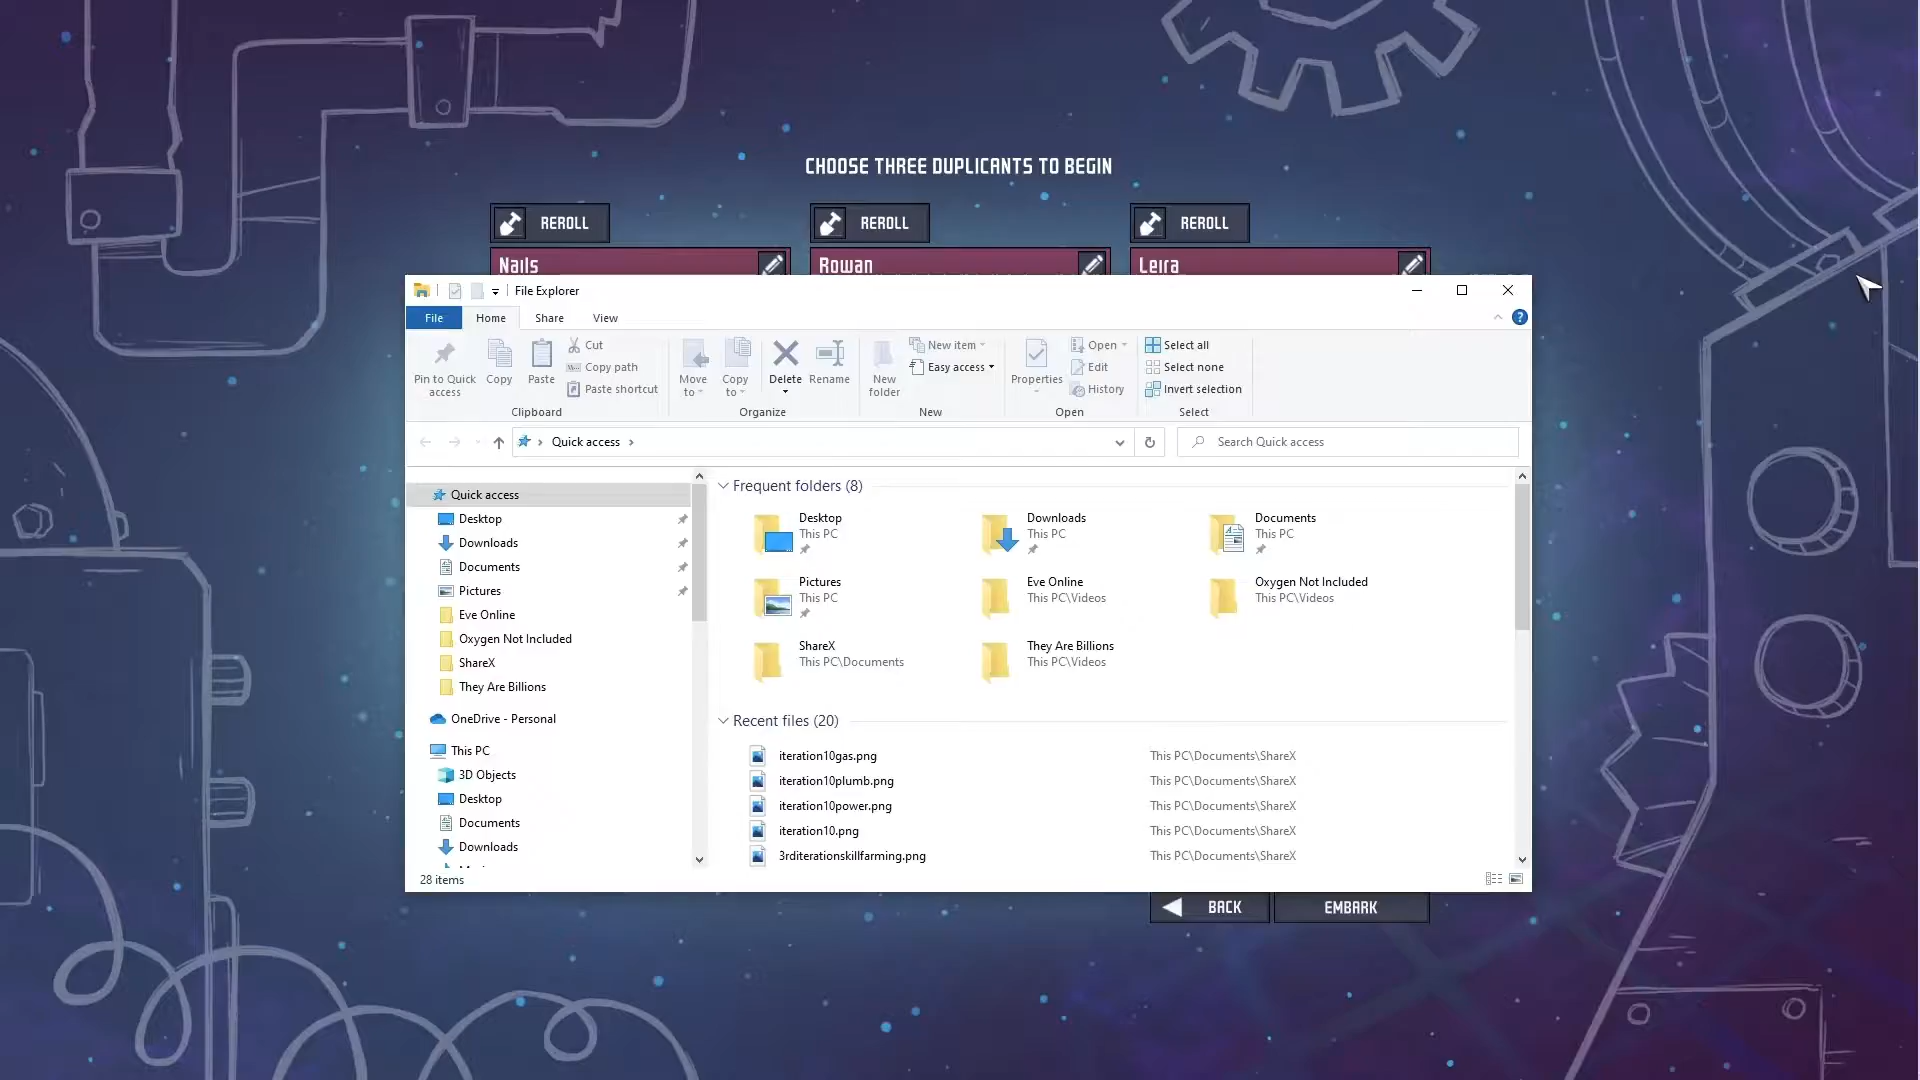 CHOOSE THREE DUPLICANTS TO BEGIN
REROLL REROLL REROLL
Nails Rowan Leira
File Explorer
File Home Share View
Pin to Quick access
Copy
Paste
Cut
Copy path
Paste shortcut
Clipboard
Move to
Copy to
Delete
Rename
Organize
New folder
New item
Easy access
New
Properties
Open
Edit
History
Open
Select all
Select none
Invert selection
Select
Quick access
Search Quick access
Quick access
Desktop
Downloads
Documents
Pictures
Eve Online
Oxygen Not Included
ShareX
They Are Billions
OneDrive - Personal
This PC
3D Objects
Desktop
Documents
Downloads
Frequent folders (8)
Desktop
This PC
Downloads
This PC
Documents
This PC
Pictures
This PC
Eve Online
This PC\Videos
Oxygen Not Included
This PC\Videos
ShareX
This PC\Documents
They Are Billions
This PC\Videos
Recent files (20)
iteration10gas.png This PC\Documents\ShareX
iteration10plumb.png This PC\Documents\ShareX
iteration10power.png This PC\Documents\ShareX
iteration10.png This PC\Documents\ShareX
3rditerationskillfarming.png This PC\Documents\ShareX
28 items
BACK EMBARK